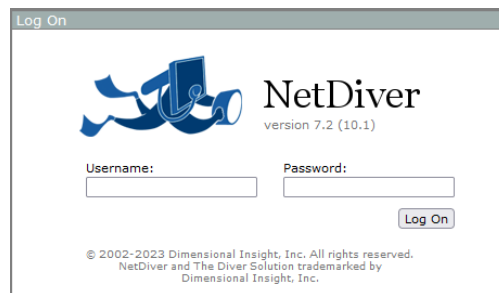 Log On
NetDiver
version 7.2 (10.1)
Username: Password:
Log On
© 2002-2023 Dimensional Insight, Inc. All rights reserved.
NetDiver and The Diver Solution trademarked by
Dimensional Insight, Inc.